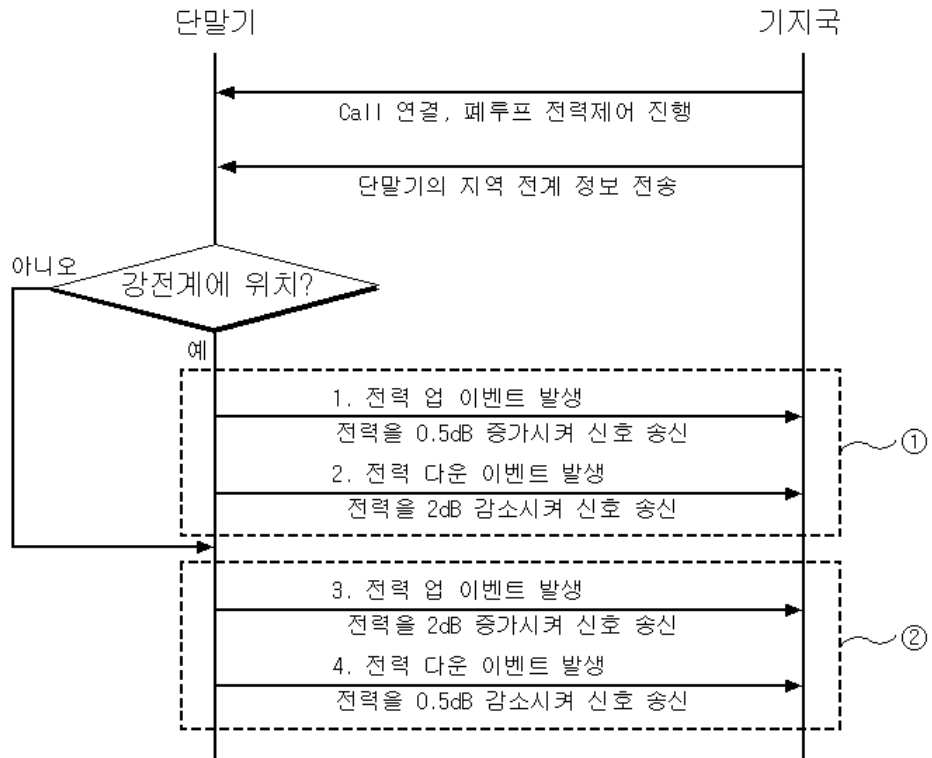 단말기
기지국
Call 연결, 폐루프 전력제어 진행
단말기의 지역 전계 정보 전송
아니오
강전계에 위치?
예
1. 전력 업 이벤트 발생
전력을 0.5dB 증가시켜 신호 송신
①
2. 전력 다운 이벤트 발생
전력을 2dB 감소시켜 신호 송신
3. 전력 업 이벤트 발생
전력을 2dB 증가시켜 신호 송신
②
4. 전력 다운 이벤트 발생
전력을 0.5dB 감소시켜 신호 송신